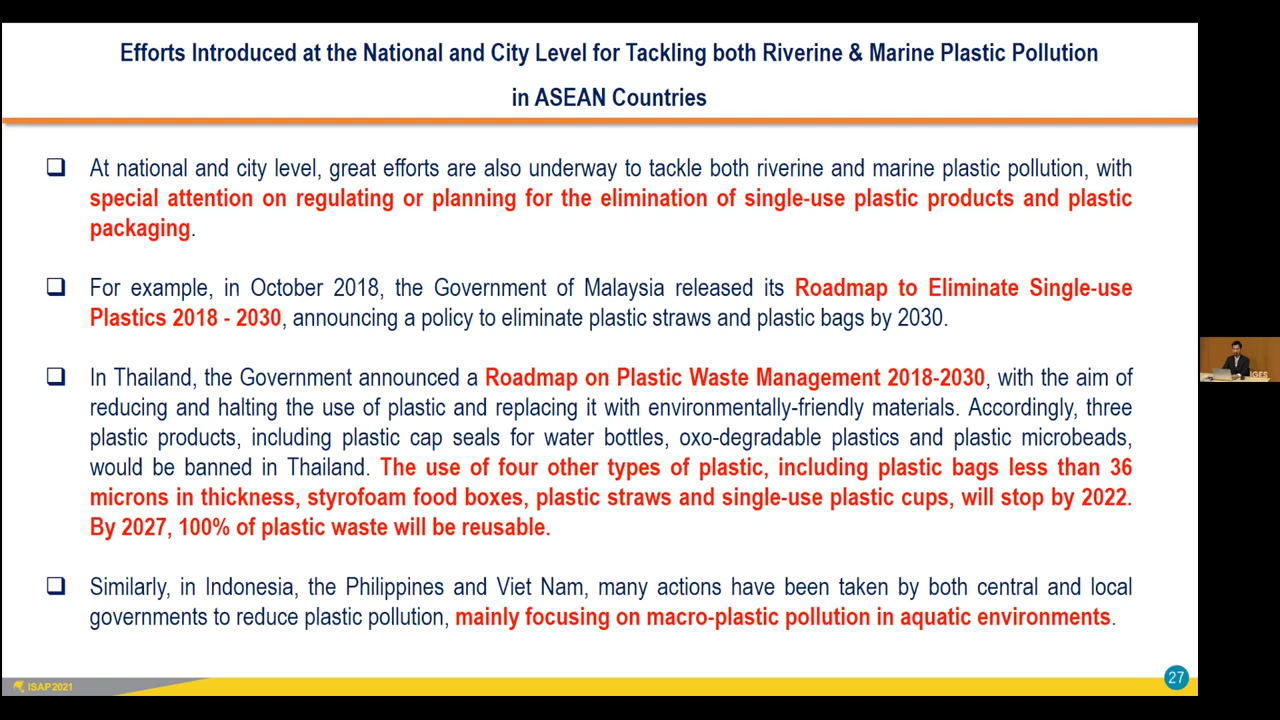 Efforts Introduced at the National and City Level for Tackling both Riverine & Marine Plastic Pollution
in ASEAN Countries
At national and city level, great efforts are also underway to tackle both riverine and marine plastic pollution, with
special attention on regulating or planning for the elimination of single-use plastic products and plastic
packaging.
For example, in October 2018, the Government of Malaysia released its Roadmap to Eliminate Single-use
Plastics 2018 - 2030, announcing a policy to eliminate plastic straws and plastic bags by 2030.
In Thailand, the Government announced a Roadmap on Plastic Waste Management 2018-2030, with the aim of
reducing and halting the use of plastic and replacing it with environmentally-friendly materials. Accordingly, three
plastic products, including plastic cap seals for water bottles, oxo-degradable plastics and plastic microbeads,
would be banned in Thailand. The use of four other types of plastic, including plastic bags less than 36
microns in thickness, styrofoam food boxes, plastic straws and single-use plastic cups, will stop by 2022.
By 2027, 100% of plastic waste will be reusable.
Similarly, in Indonesia, the Philippines and Viet Nam, many actions have been taken by both central and local
governments to reduce plastic pollution, mainly focusing on macro-plastic pollution in aquatic environments.
ISAP2021
27